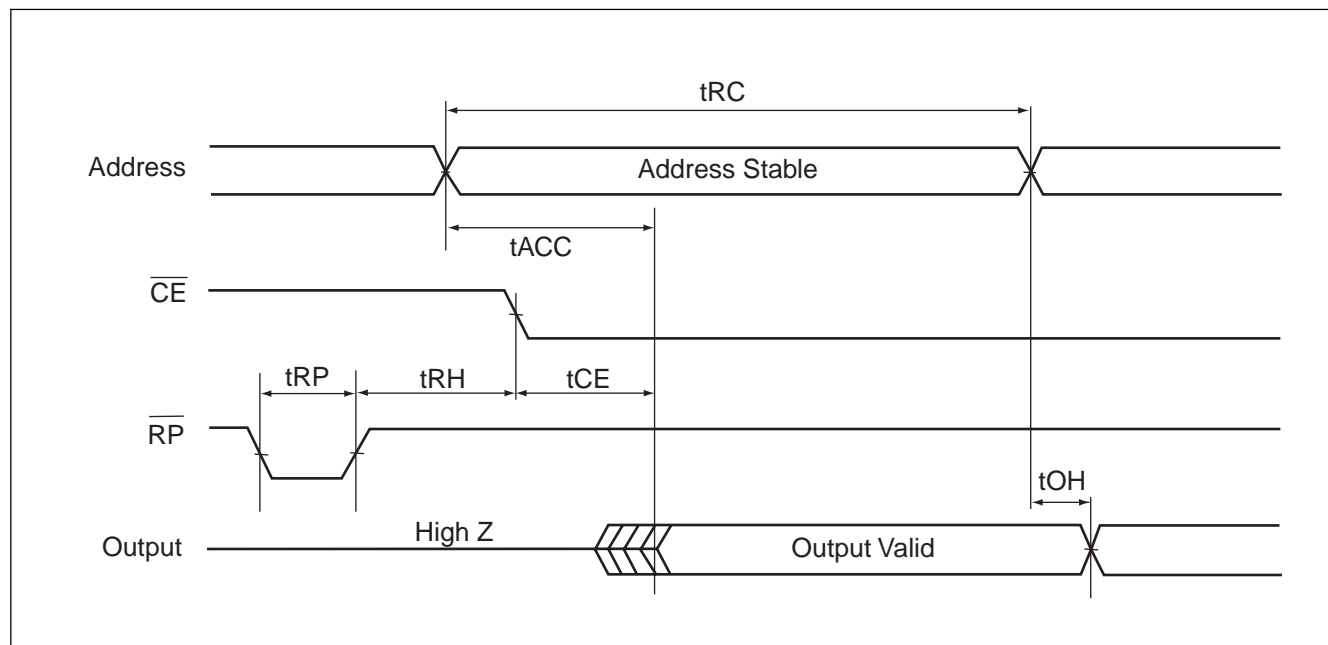 tRC
Address
Address Stable
tACC
CE
tRP
tRH
tCE
RP
tOH
High Z
Output
Output Valid